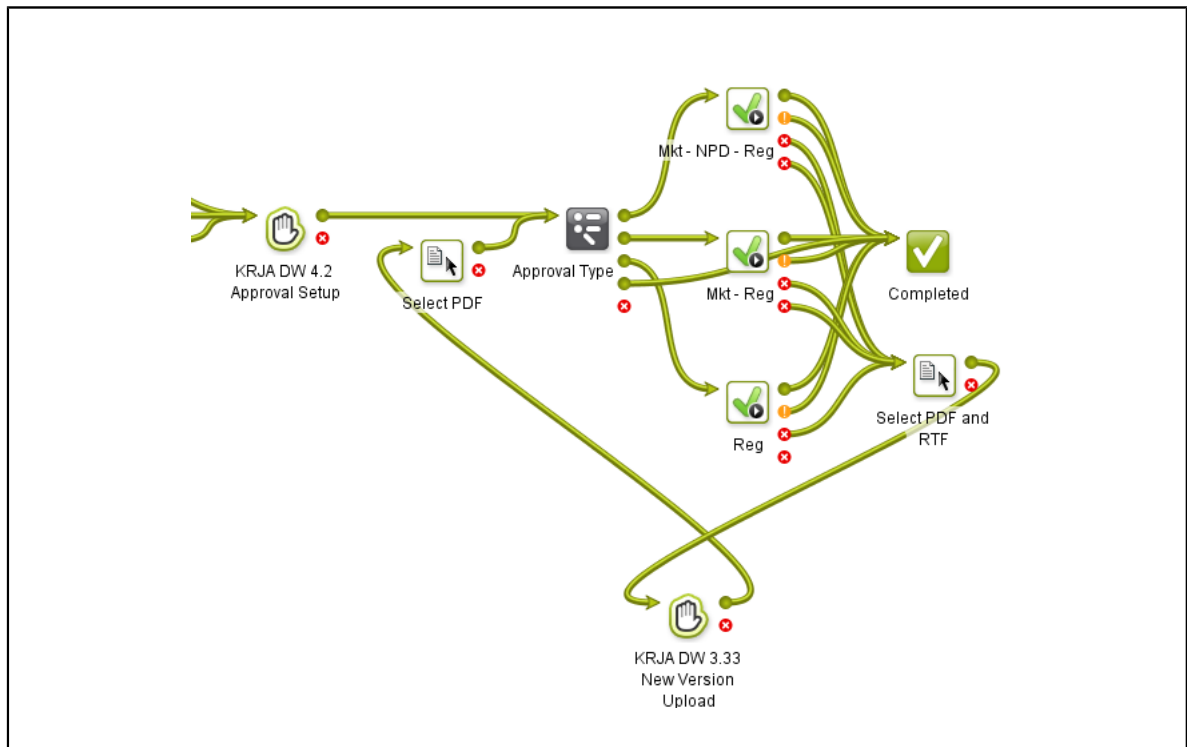 Mkt - NPD - Reg
KRJA DW 4.2
Approval Setup
Select PDF
Approval Type
Mkt - Reg
Completed
Reg
Select PDF and
RTF
KRJA DW 3.33
New Version
Upload